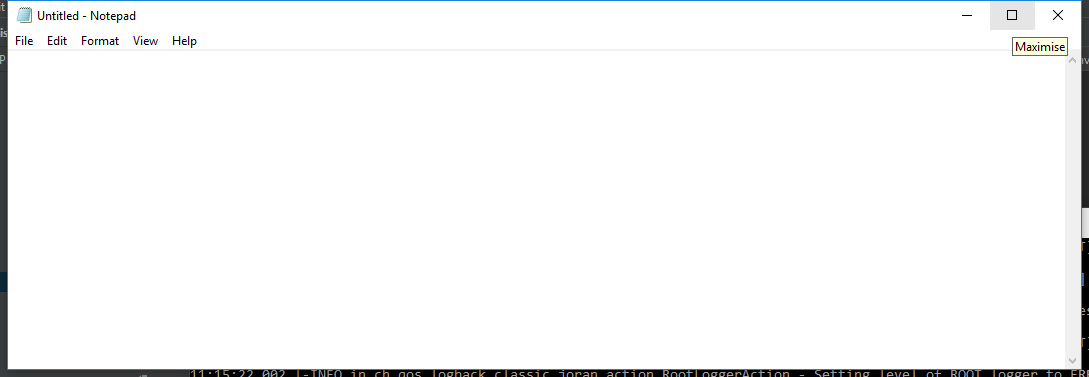 Untitled - Notepad
File Edit Format View Help
Maximise
11:15:22,002 |-INFO in ch.qos.logback.classic.joran.action.RootLoggerAction - Setting level of ROOT logger to